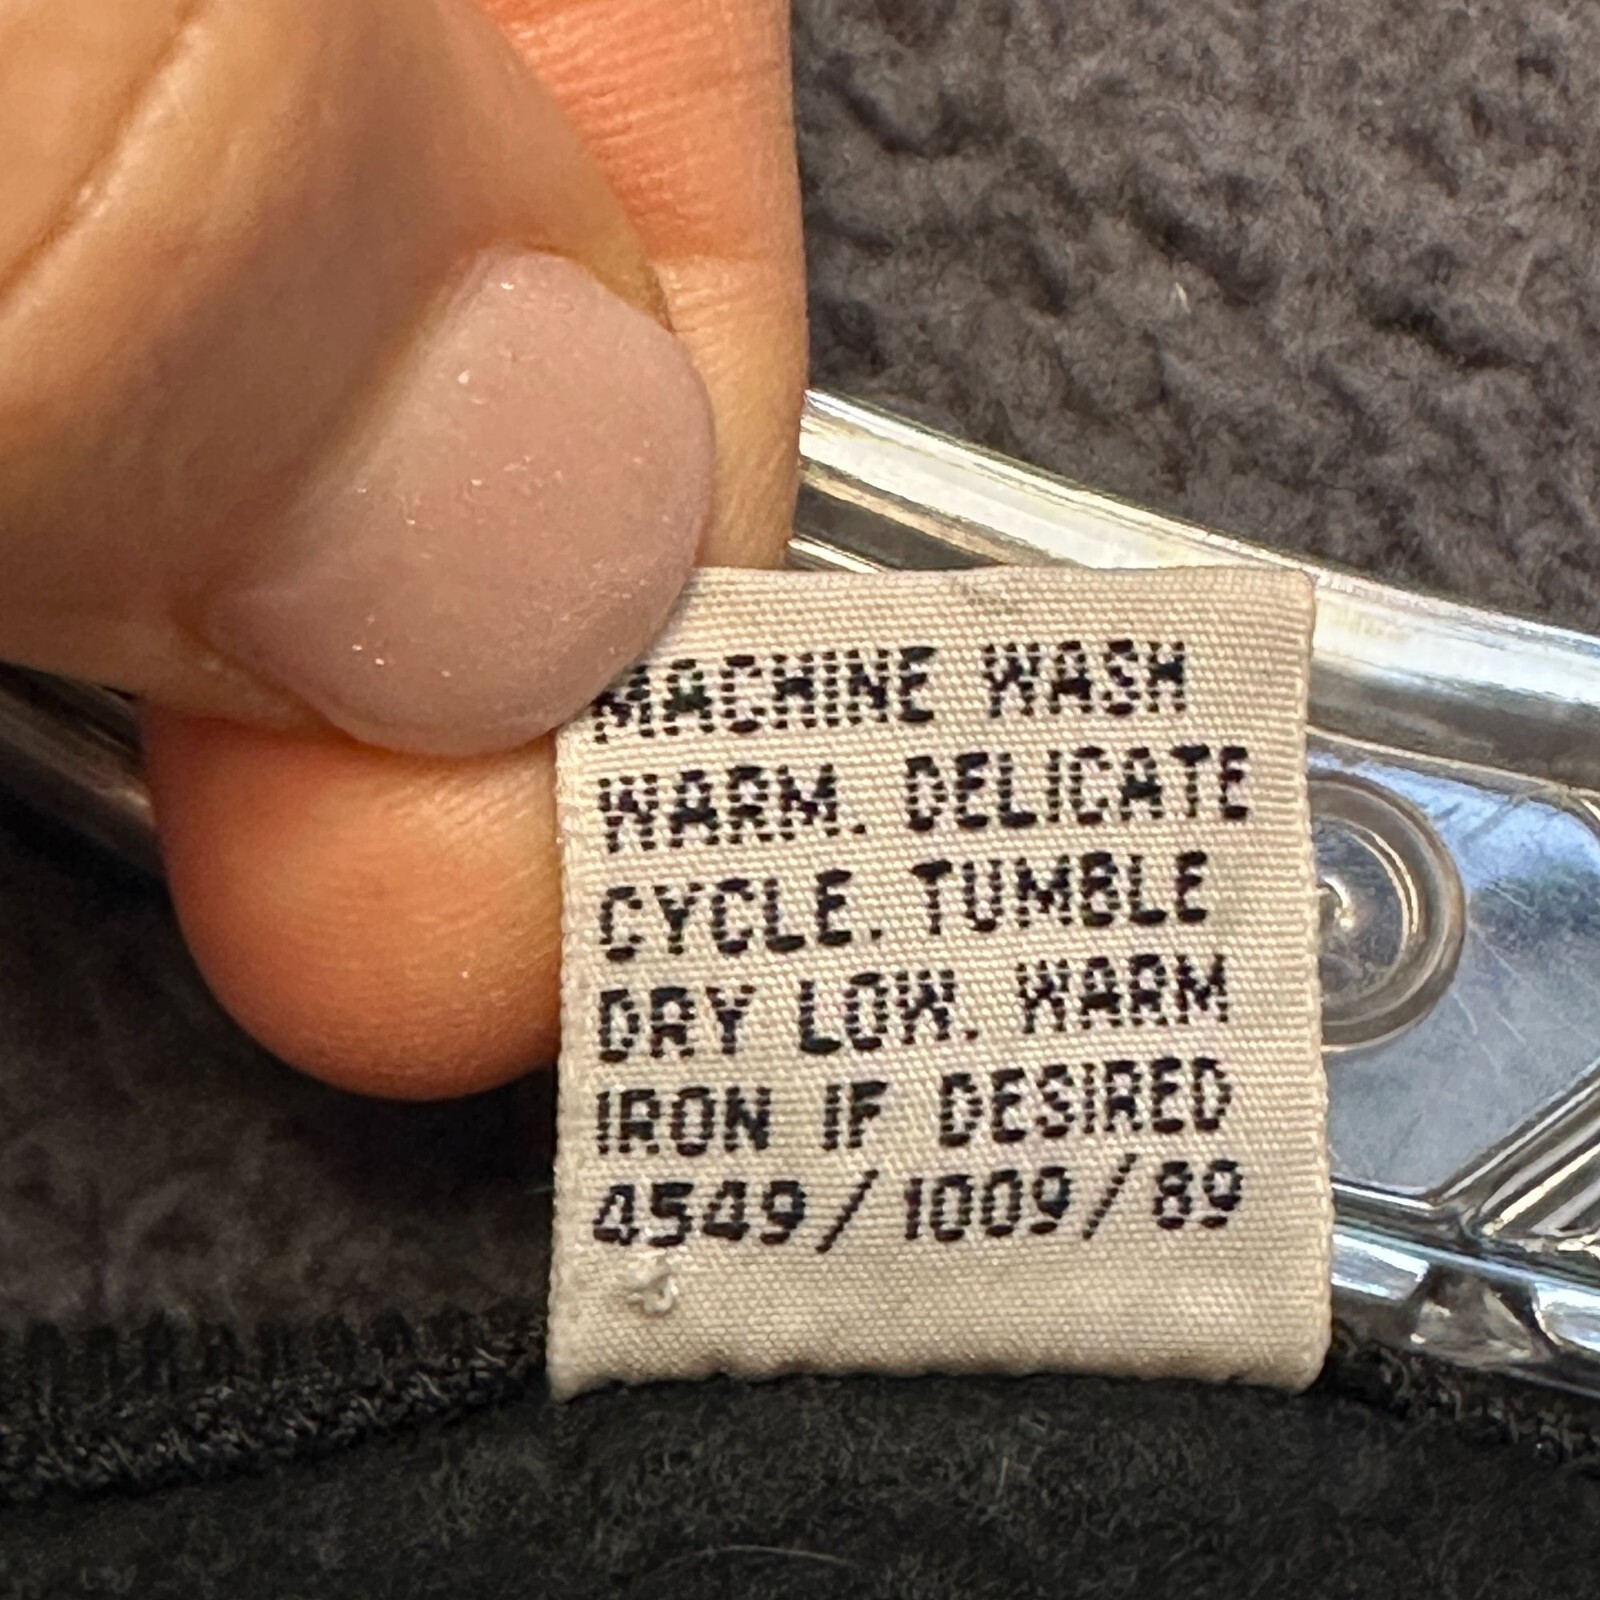 MACHINE WASH
WARM. DELICATE
CYCLE. TUMBLE
DRY LOW. WARM
IRON IF DESIRED
4549/1009/89